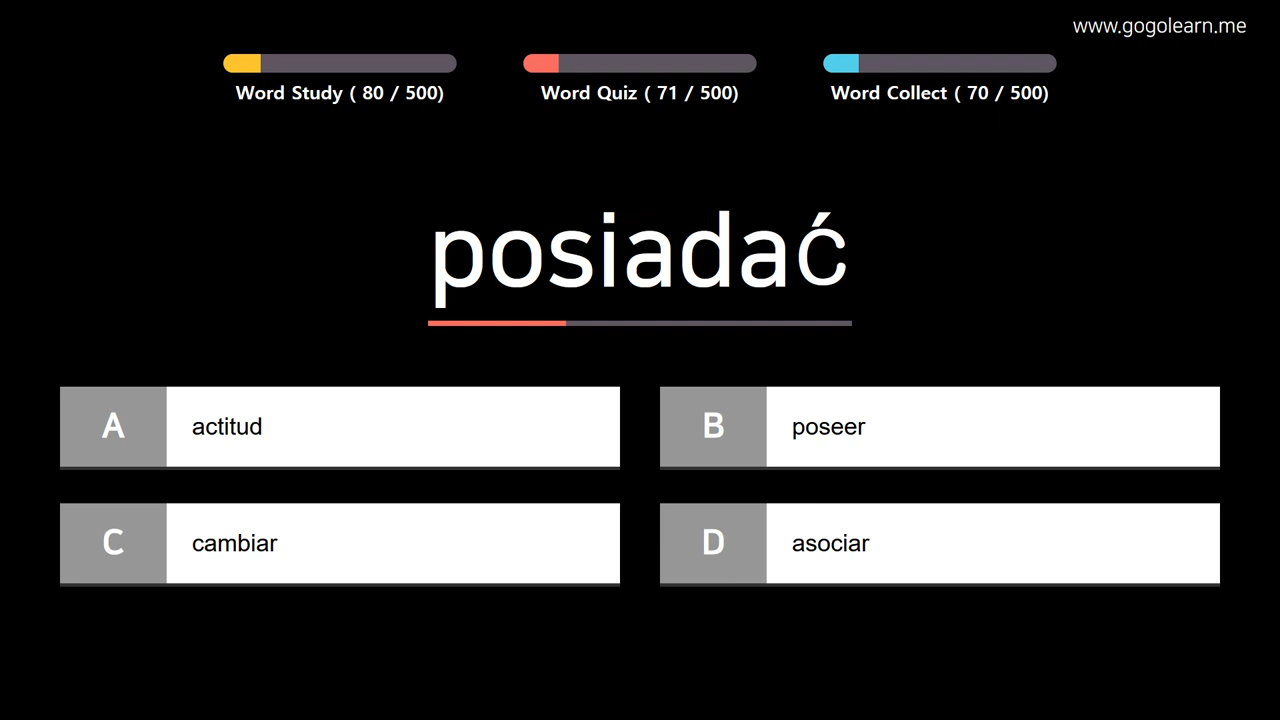 www.gogolearn.me
Word Study ( 80 / 500)
Word Quiz ( 71 / 500)
Word Collect ( 70 / 500)
posiadać
A
actitud
B
poseer
C
cambiar
D
asociar